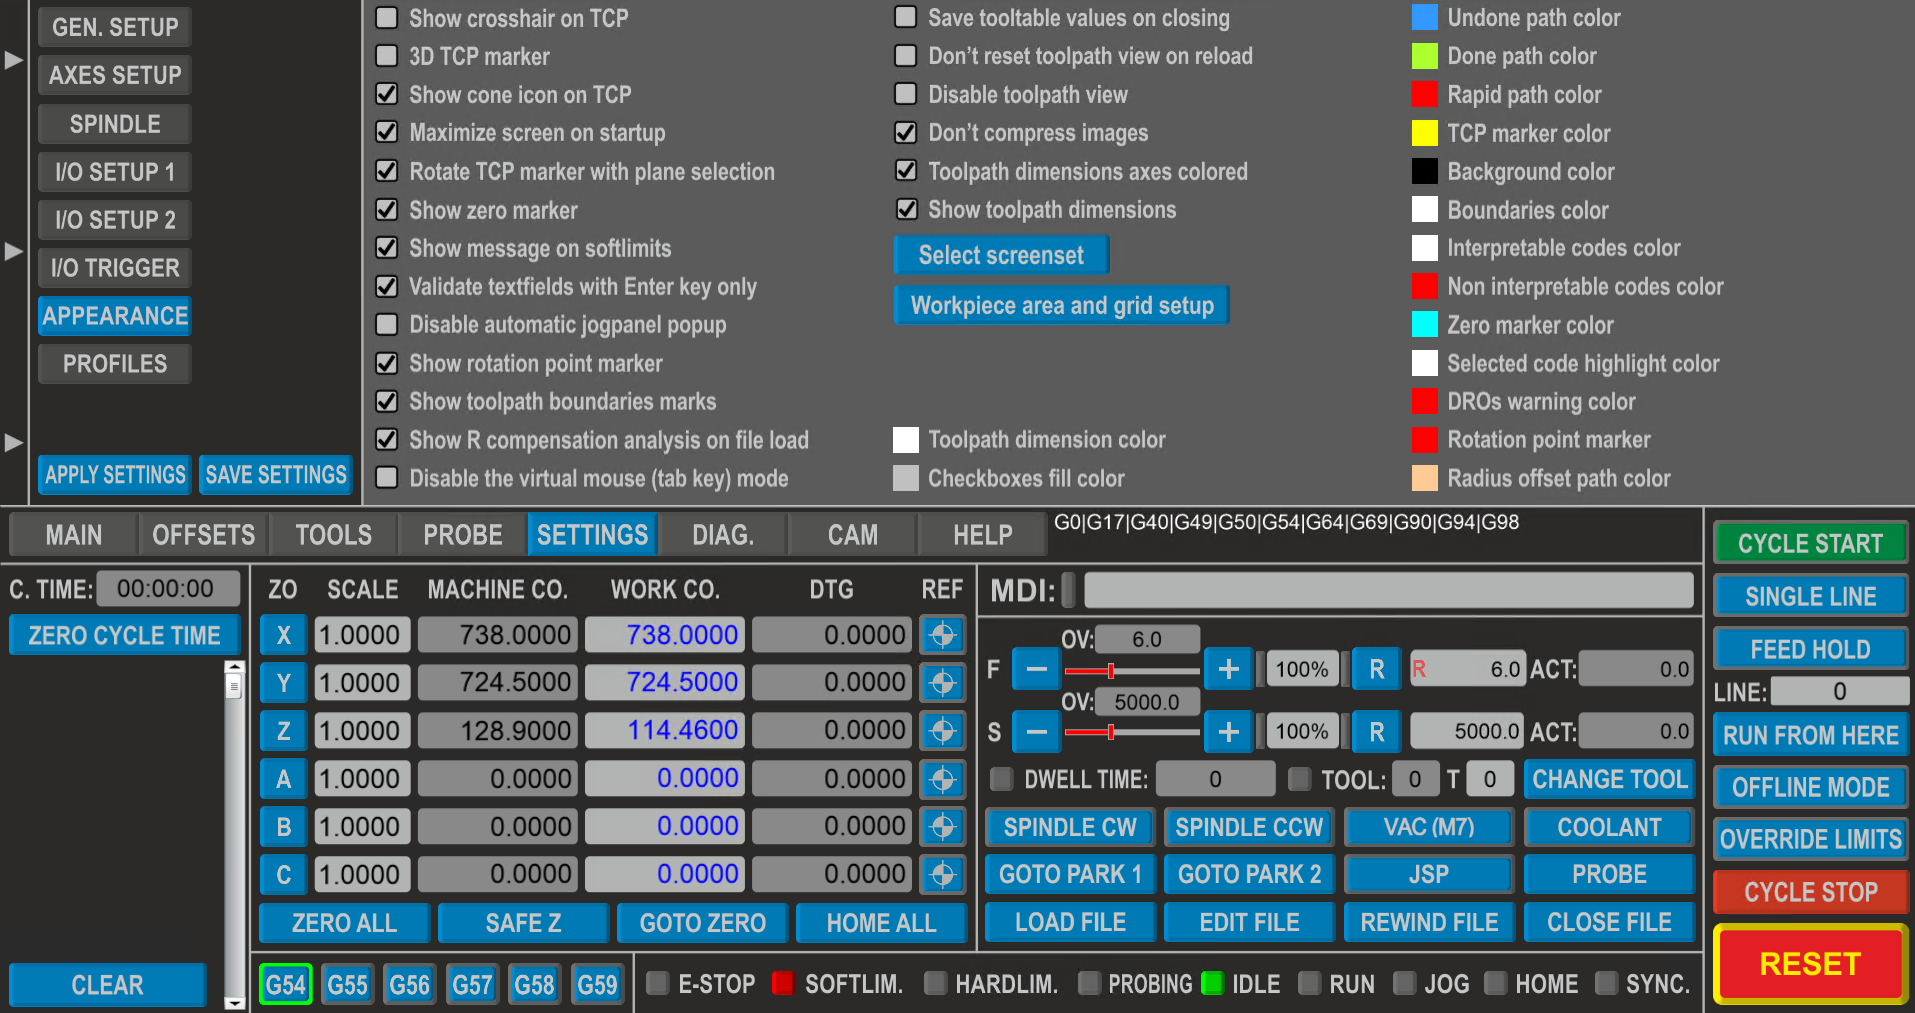 GEN. SETUP
AXES SETUP
SPINDLE
I/O SETUP 1
I/O SETUP 2
I/O TRIGGER
APPEARANCE
PROFILES
APPLY SETTINGS
SAVE SETTINGS
Show crosshair on TCP
3D TCP marker
Show cone icon on TCP
Maximize screen on startup
Rotate TCP marker with plane selection
Show zero marker
Show message on softlimits
Validate textfields with Enter key only
Disable automatic jogpanel popup
Show rotation point marker
Show toolpath boundaries marks
Show R compensation analysis on file load
Disable the virtual mouse (tab key) mode
Save tooltable values on closing
Don't reset toolpath view on reload
Disable toolpath view
Don't compress images
Toolpath dimensions axes colored
Show toolpath dimensions
Select screenset
Workpiece area and grid setup
Toolpath dimension color
Checkboxes fill color
Undone path color
Done path color
Rapid path color
TCP marker color
Background color
Boundaries color
Interpretable codes color
Non interpretable codes color
Zero marker color
Selected code highlight color
DROs warning color
Rotation point marker
Radius offset path color
MAIN OFFSETS TOOLS PROBE SETTINGS DIAG. CAM HELP
G0|G17|G40|G49|G50|G54|G64|G69|G90|G94|G98
C. TIME: 00:00:00
ZERO CYCLE TIME
CLEAR
ZO SCALE MACHINE CO. WORK CO. DTG REF
X 1.0000 738.0000 738.0000 0.0000
Y 1.0000 724.5000 724.5000 0.0000
Z 1.0000 128.9000 114.4600 0.0000
A 1.0000 0.0000 0.0000 0.0000
B 1.0000 0.0000 0.0000 0.0000
C 1.0000 0.0000 0.0000 0.0000
ZERO ALL SAFE Z GOTO ZERO HOME ALL
G54 G55 G56 G57 G58 G59
MDI:
OV: 6.0
F − + 100% R R 6.0 ACT: 0.0
OV: 5000.0
S − + 100% R 5000.0 ACT: 0.0
DWELL TIME: 0 TOOL: 0 T 0 CHANGE TOOL
SPINDLE CW SPINDLE CCW VAC (M7) COOLANT
GOTO PARK 1 GOTO PARK 2 JSP PROBE
LOAD FILE EDIT FILE REWIND FILE CLOSE FILE
E-STOP SOFTLIM. HARDLIM. PROBING IDLE RUN JOG HOME SYNC.
CYCLE START
SINGLE LINE
FEED HOLD
LINE: 0
RUN FROM HERE
OFFLINE MODE
OVERRIDE LIMITS
CYCLE STOP
RESET